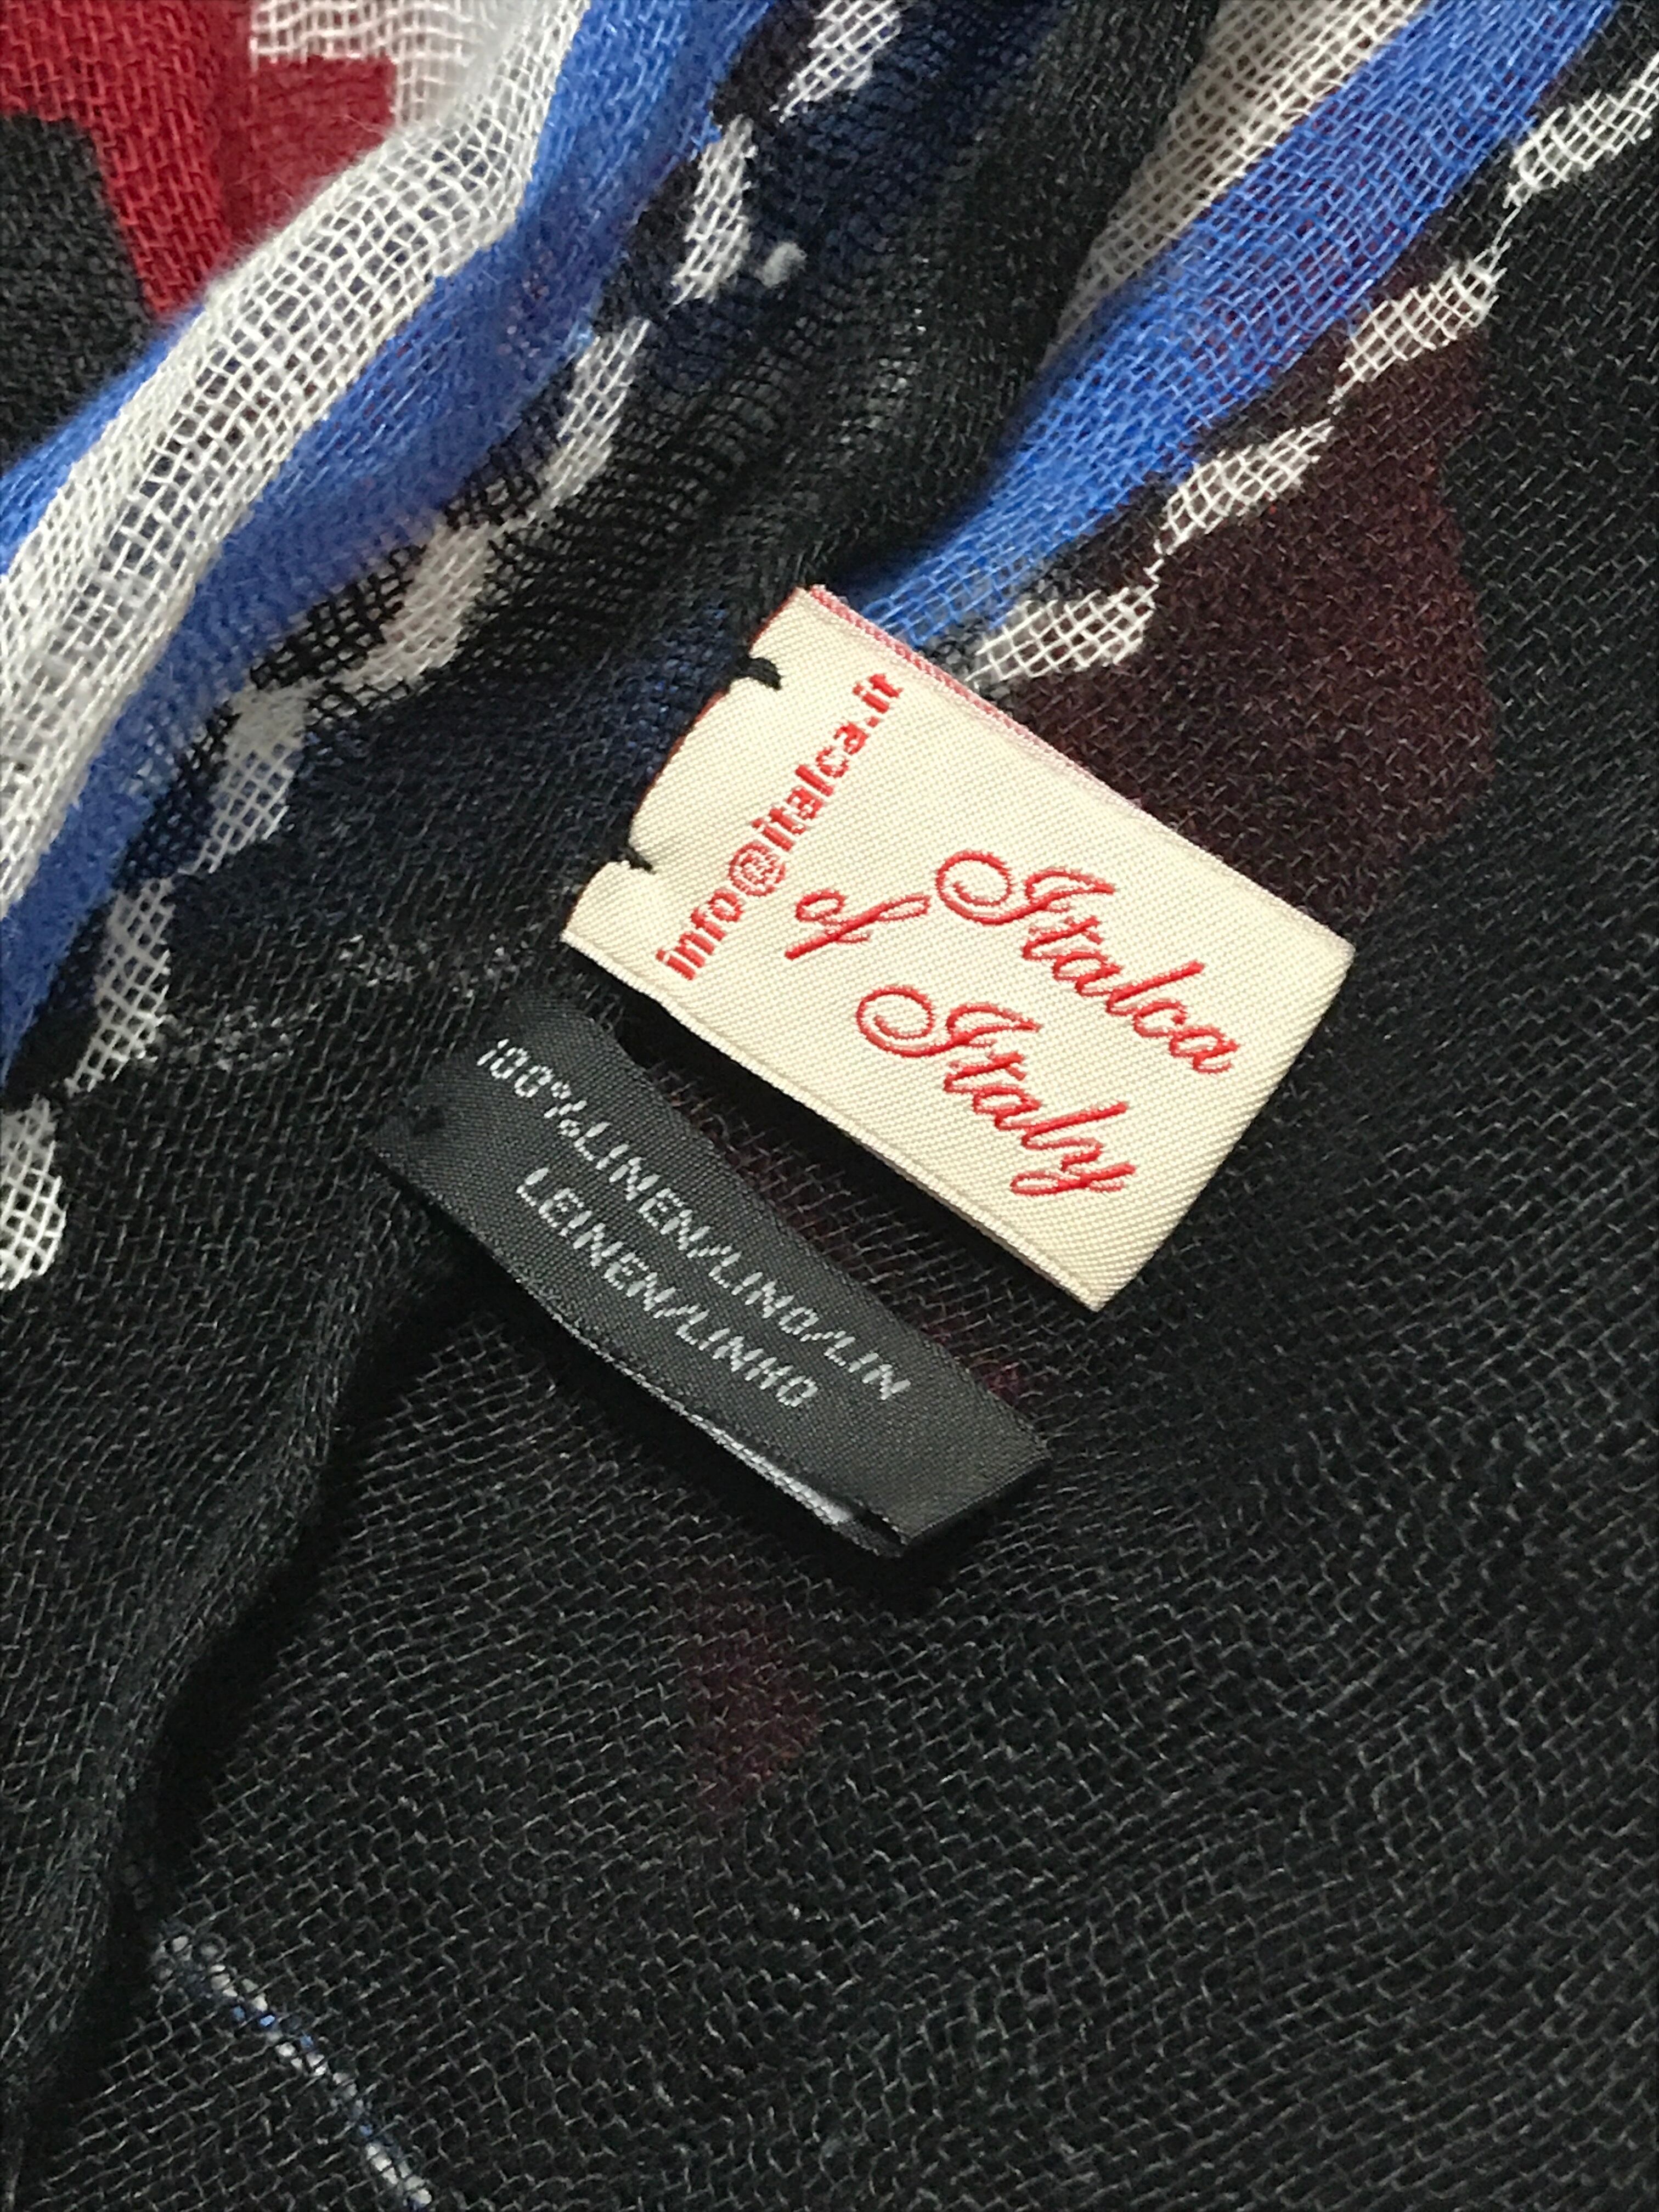 Italca
of
Italy
info@italca.it
100%LINEN/LINO/LIN
LEINEN/LINHO